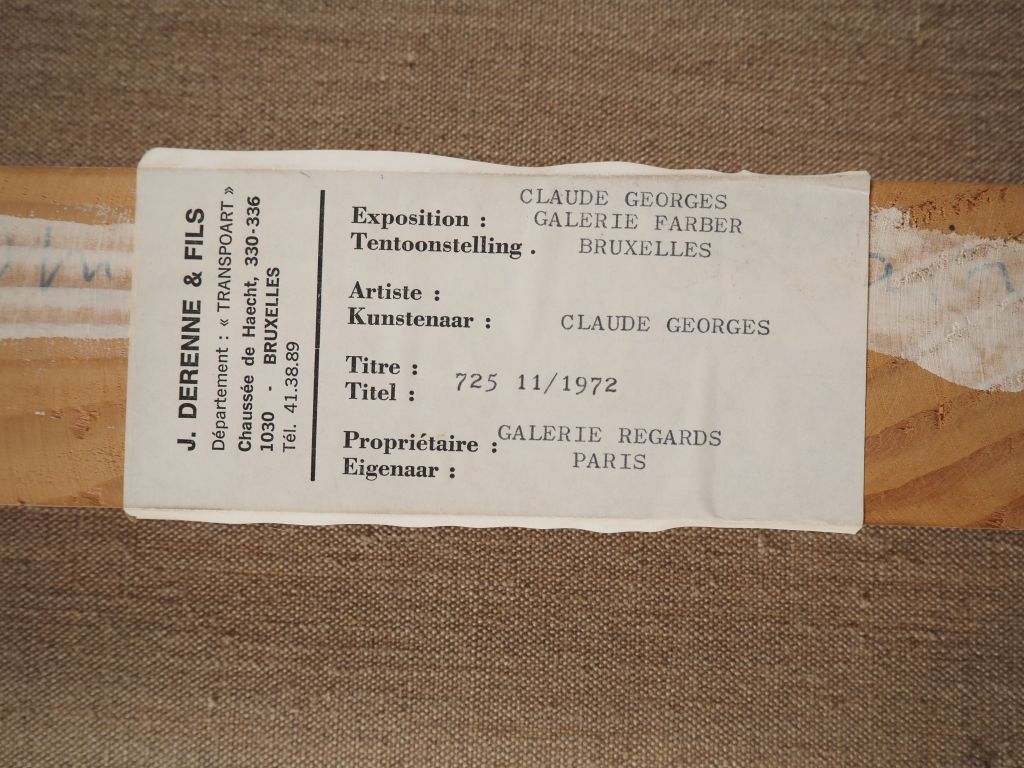 J. DERENNE & FILS
Département : « TRANSPOART »
Chaussée de Haecht, 330-336
1030 - BRUXELLES
Tél. 41.38.89
CLAUDE GEORGES
Exposition : GALERIE FARBER
Tentoonstelling . BRUXELLES
Artiste :
Kunstenaar : CLAUDE GEORGES
Titre :
Titel : 725 11/1972
Propriétaire : GALERIE REGARDS
Eigenaar : PARIS